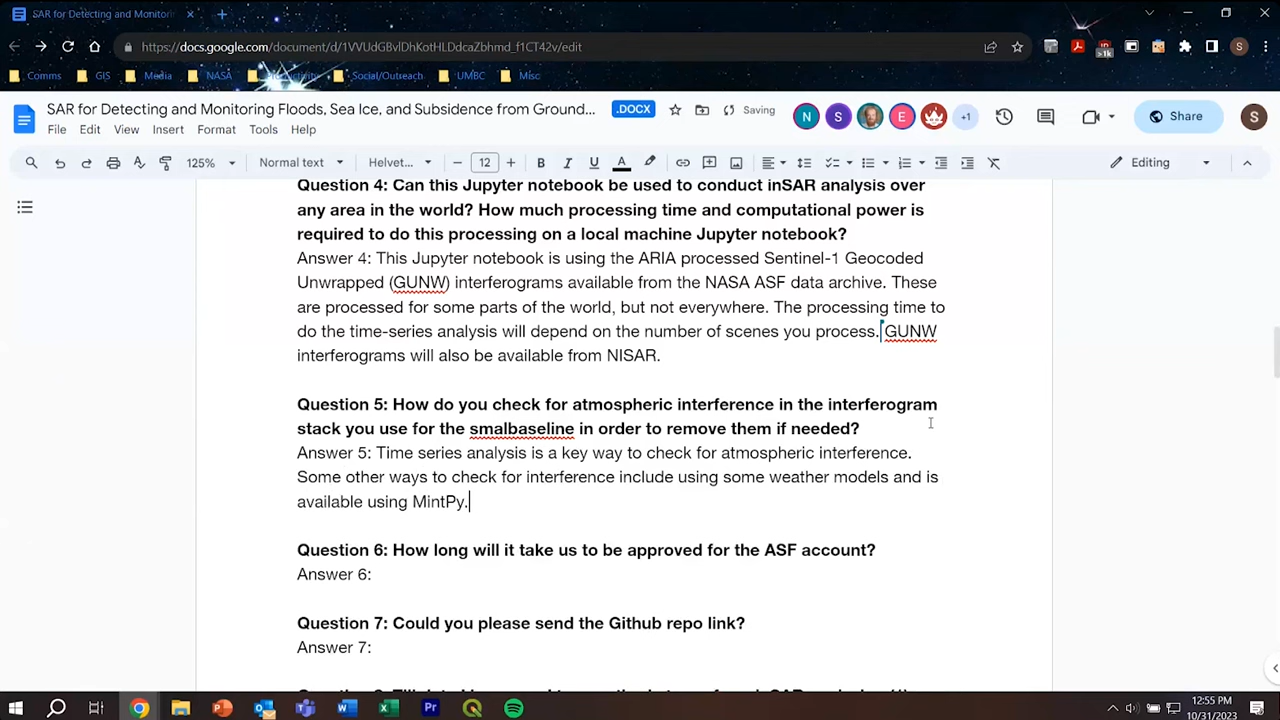 SAR for Detecting and Monitorin
https://docs.google.com/document/d/1VVUdGBvlDhKotHLDdcaZbhmd_f1CT42v/edit
>1k
S
Comms
GIS
Media
NASA
Productivity
Social/Outreach
UMBC
Misc
SAR for Detecting and Monitoring Floods, Sea Ice, and Subsidence from Ground...
.DOCX
Saving
N
S
E
+1
Share
S
File
Edit
View
Insert
Format
Tools
Help
125%
Normal text
Helvet...
12
B
I
U
A
Editing
Question 4: Can this Jupyter notebook be used to conduct inSAR analysis over
any area in the world? How much processing time and computational power is
required to do this processing on a local machine Jupyter notebook?
Answer 4: This Jupyter notebook is using the ARIA processed Sentinel-1 Geocoded
Unwrapped (GUNW) interferograms available from the NASA ASF data archive. These
are processed for some parts of the world, but not everywhere. The processing time to
do the time-series analysis will depend on the number of scenes you process. GUNW
interferograms will also be available from NISAR.
Question 5: How do you check for atmospheric interference in the interferogram
stack you use for the smalbaseline in order to remove them if needed?
Answer 5: Time series analysis is a key way to check for atmospheric interference.
Some other ways to check for interference include using some weather models and is
available using MintPy.
Question 6: How long will it take us to be approved for the ASF account?
Answer 6:
Question 7: Could you please send the Github repo link?
Answer 7:
12:55 PM
10/31/2023